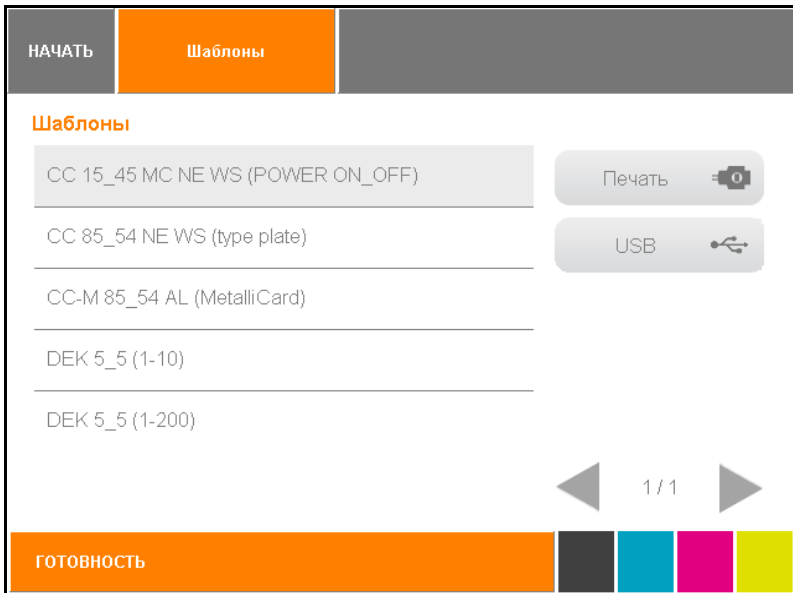 НАЧАТЬ
Шаблоны
Шаблоны
CC 15_45 MC NE WS (POWER ON_OFF)
CC 85_54 NE WS (type plate)
CC-M 85_54 AL (MetalliCard)
DEK 5_5 (1-10)
DEK 5_5 (1-200)
Печать
USB
1 / 1
ГОТОВНОСТЬ